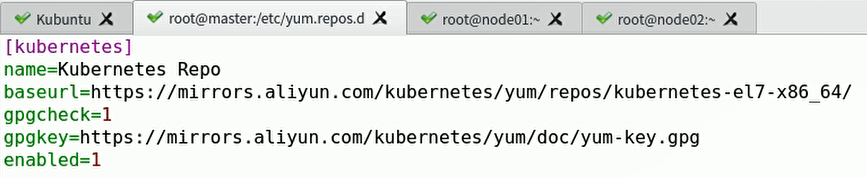 Kubuntu root@master:/etc/yum.repos.d root@node01:~ root@node02:~
[kubernetes]
name=Kubernetes Repo
baseurl=https://mirrors.aliyun.com/kubernetes/yum/repos/kubernetes-el7-x86_64/
gpgcheck=1
gpgkey=https://mirrors.aliyun.com/kubernetes/yum/doc/yum-key.gpg
enabled=1